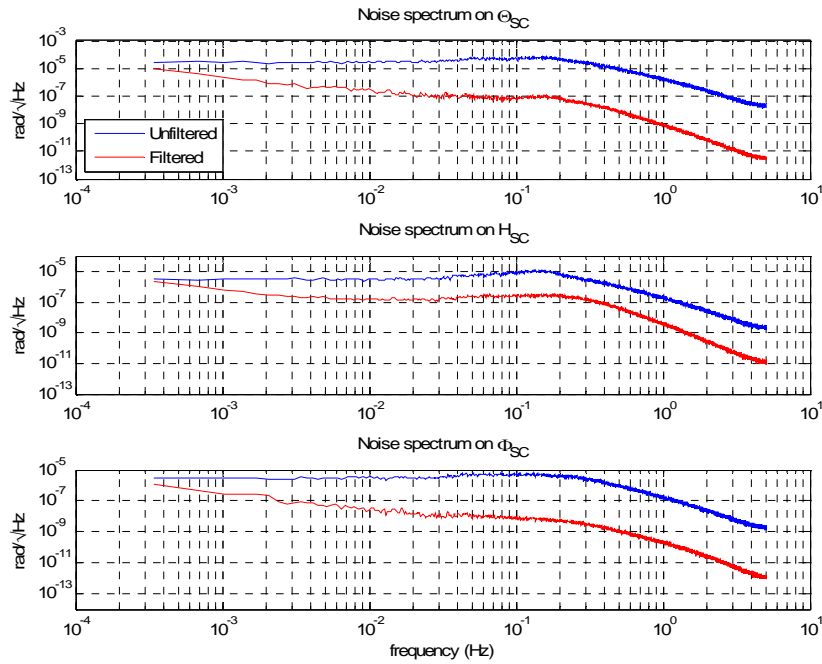 Noise spectrum on Θ_SC
10^-3
10^-5
10^-7
10^-9
10^-11
10^-13
rad/√Hz
Unfiltered
Filtered
10^-4 10^-3 10^-2 10^-1 10^0 10^1
Noise spectrum on H_SC
10^-5
10^-7
10^-9
10^-11
10^-13
rad/√Hz
10^-4 10^-3 10^-2 10^-1 10^0 10^1
Noise spectrum on Φ_SC
10^-5
10^-7
10^-9
10^-11
10^-13
rad/√Hz
10^-4 10^-3 10^-2 10^-1 10^0 10^1
frequency (Hz)